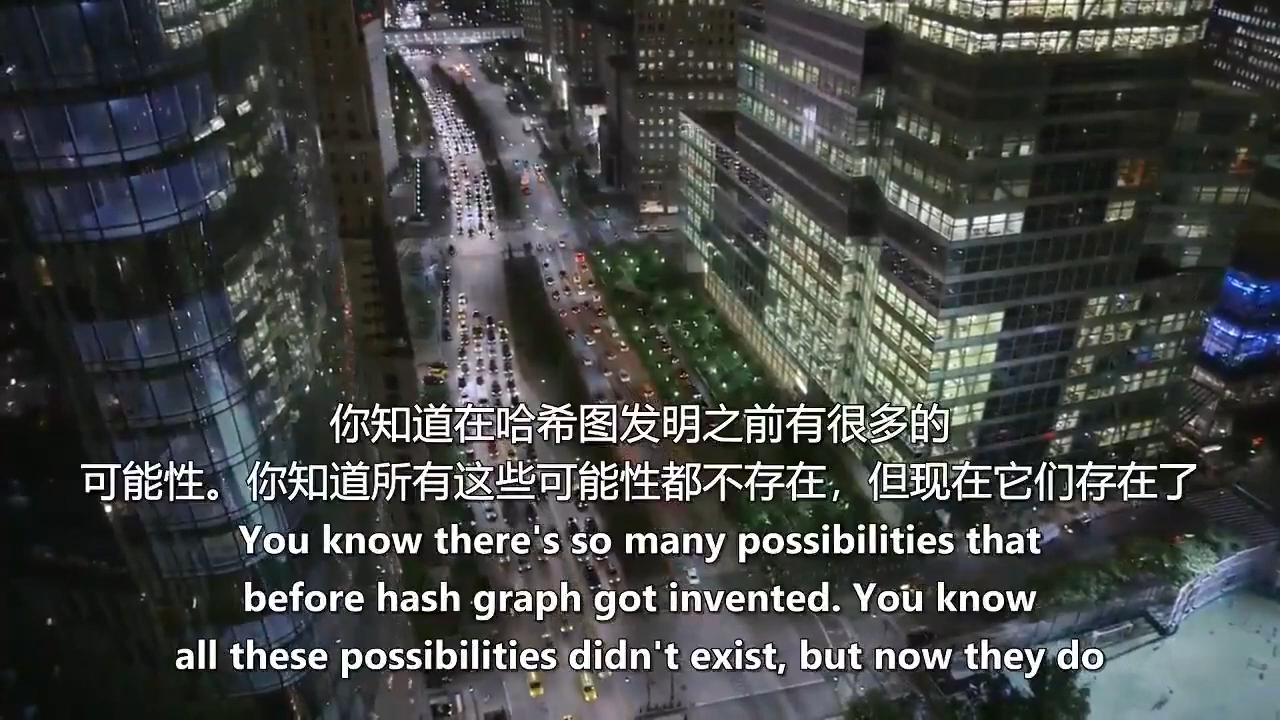 你知道在哈希图发明之前有很多的
可能性。你知道所有这些可能性都不存在，但现在它们存在了
You know there's so many possibilities that
before hash graph got invented. You know
all these possibilities didn't exist, but now they do